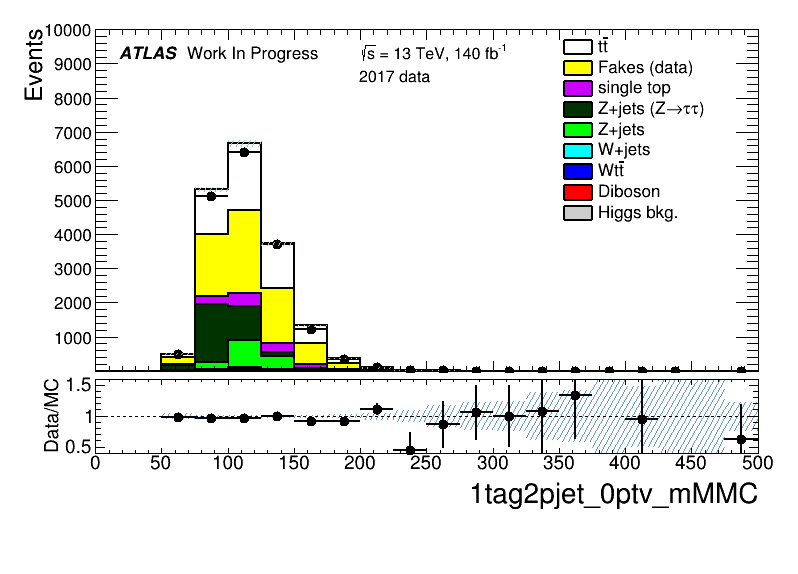 Events
10000
9000
8000
7000
6000
5000
4000
3000
2000
1000
ATLAS Work In Progress
√s = 13 TeV, 140 fb⁻¹
2017 data
tt̄
Fakes (data)
single top
Z+jets (Z→ττ)
Z+jets
W+jets
Wtt̄
Diboson
Higgs bkg.
Data/MC
1.5
1
0.5
0 50 100 150 200 250 300 350 400 450 500
1tag2pjet_0ptv_mMMC